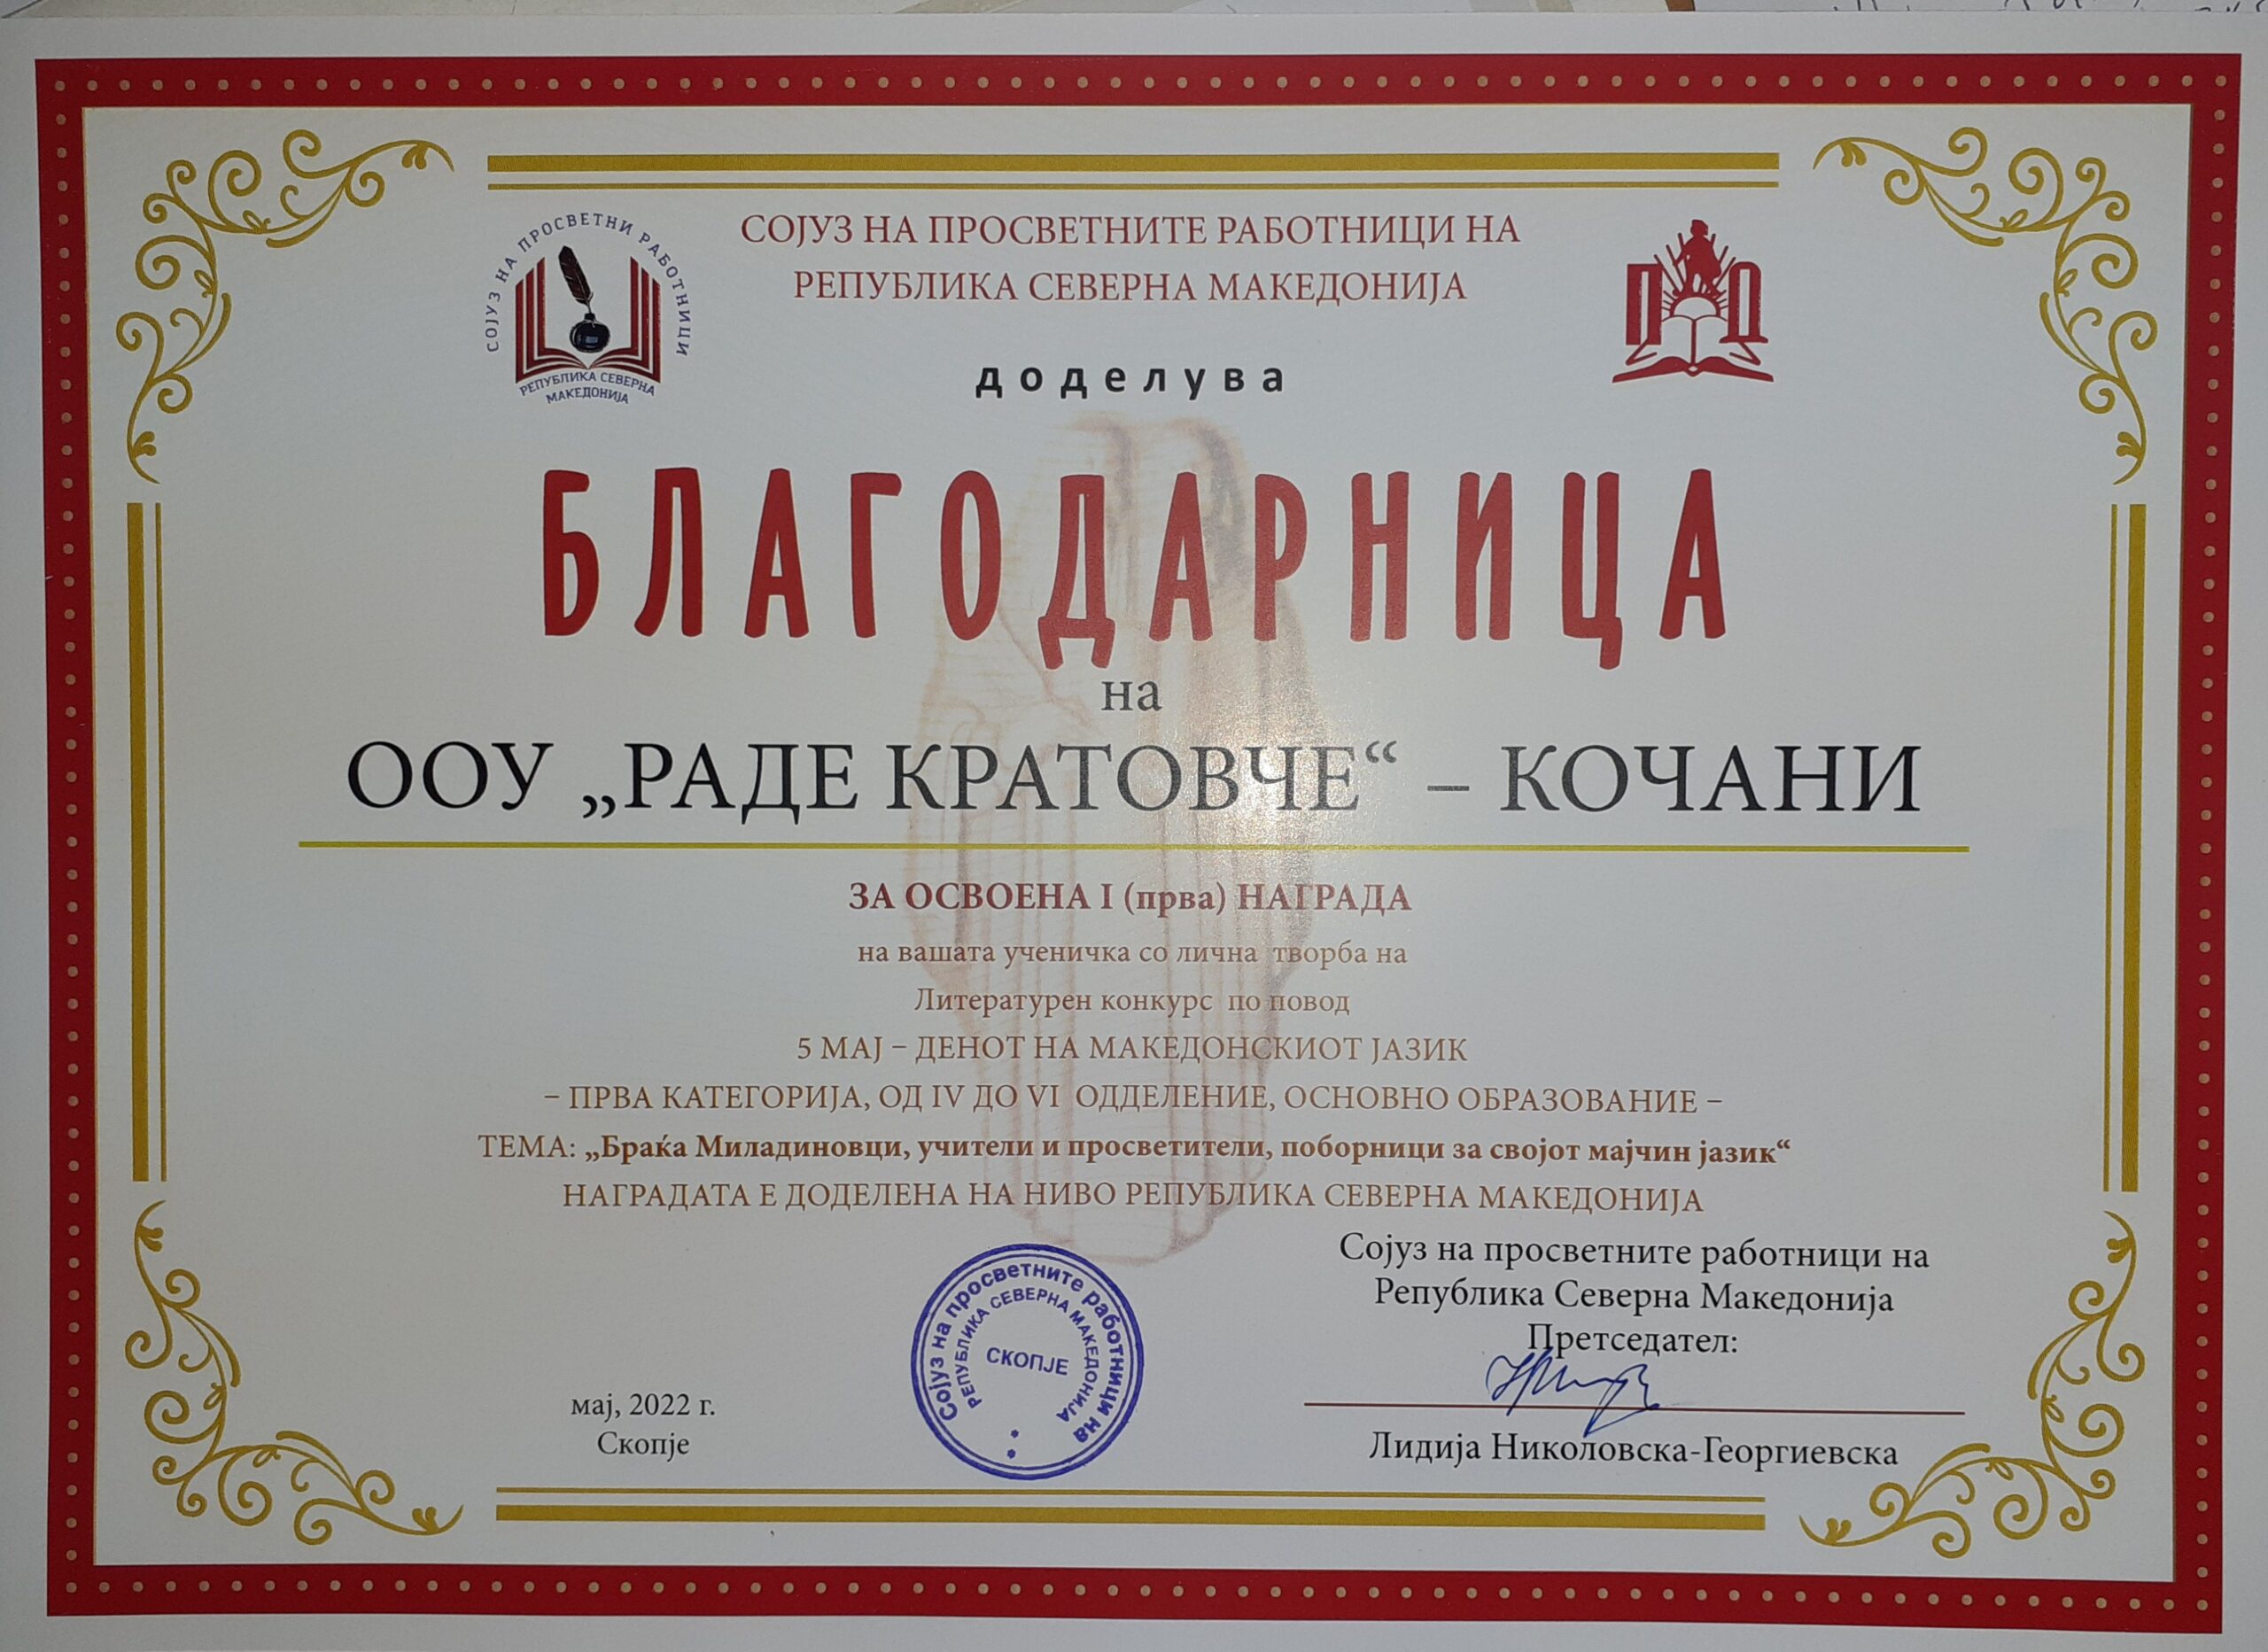 СОЈУЗ НА ПРОСВЕТНИ РАБОТНИЦИ
РЕПУБЛИКА СЕВЕРНА
МАКЕДОНИЈА
СОЈУЗ НА ПРОСВЕТНИТЕ РАБОТНИЦИ НА
РЕПУБЛИКА СЕВЕРНА МАКЕДОНИЈА
ПД
доделува
БЛАГОДАРНИЦА
на
ООУ „РАДЕ КРАТОВЧЕ“ – КОЧАНИ
ЗА ОСВОЕНА I (прва) НАГРАДА
на вашата ученичка со лична творба на
Литературен конкурс по повод
5 МАЈ – ДЕНОТ НА МАКЕДОНСКИОТ ЈАЗИК
– ПРВА КАТЕГОРИЈА, ОД IV ДО VI ОДДЕЛЕНИЕ, ОСНОВНО ОБРАЗОВАНИЕ –
ТЕМА: „Браќа Миладиновци, учители и просветители, поборници за својот мајчин јазик“
НАГРАДАТА Е ДОДЕЛЕНА НА НИВО РЕПУБЛИКА СЕВЕРНА МАКЕДОНИЈА
Сојуз на просветните работници на
Република Северна Македонија
Претседател:
Лидија Николовска-Георгиевска
Сојуз на просветните работници на
РЕПУБЛИКА СЕВЕРНА МАКЕДОНИЈА
СКОПЈЕ
мај, 2022 г.
Скопје